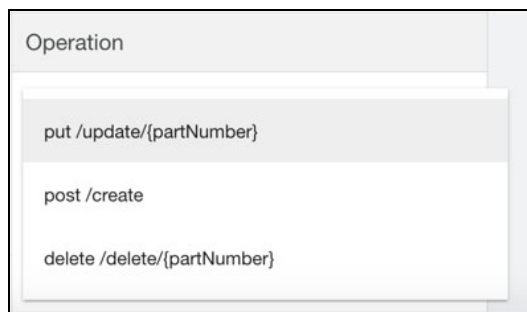 Operation
put /update/{partNumber}
post /create
delete /delete/{partNumber}